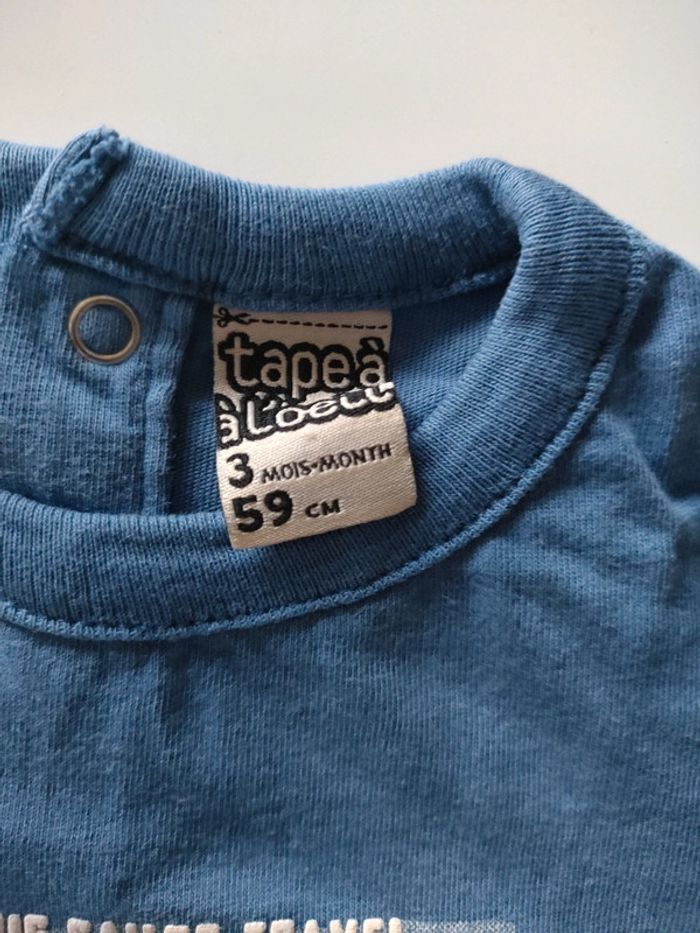 tape à
à l'oeil
3 MOIS-MONTH
59 CM